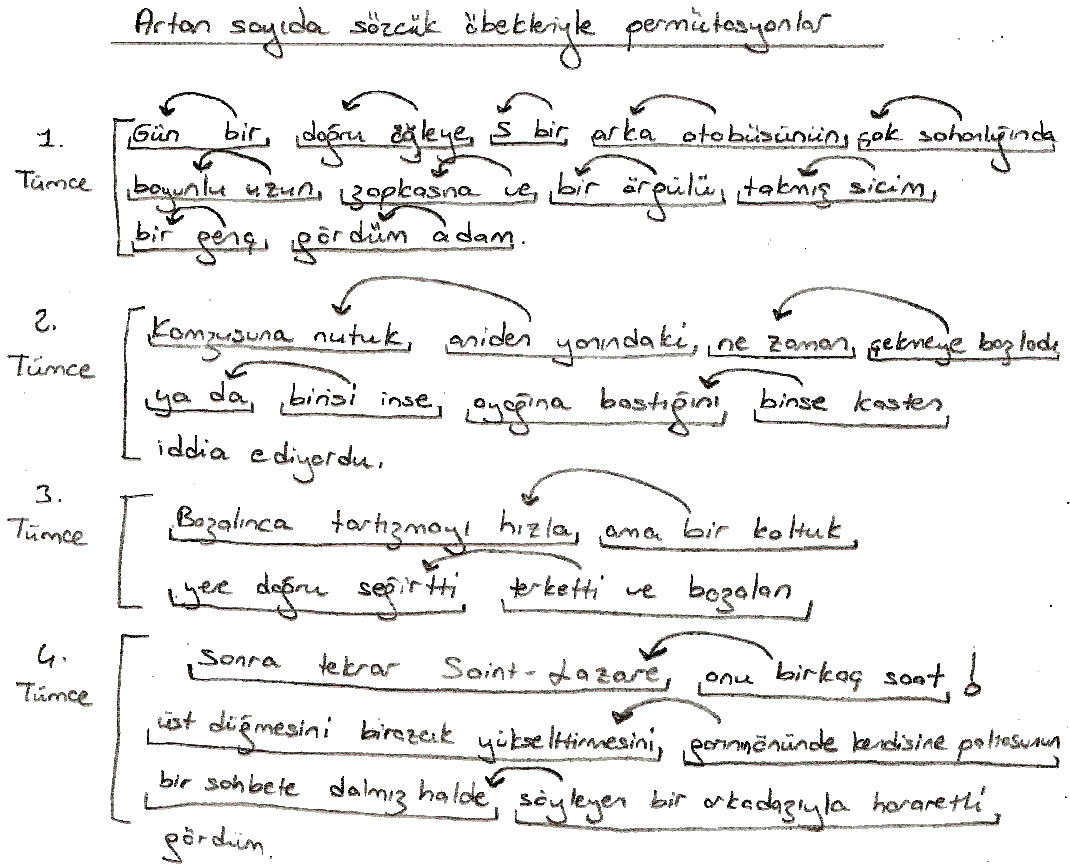 Artan sayıda sözcük öbekleriyle permütasyonlar
1. Tümce
Gün bir, doğru öğleye, S bir, arka otobüsünün, çok sahanlığında
boyunlu uzun, şapkasına ve bir örgülü, takmış sicim,
bir genç, gördüm adam.
2. Tümce
Komşusuna nutuk, aniden yanındaki, ne zaman, çekmeye başladı
ya da, birisi inse, ayağına bastığını binse kasten
iddia ediyordu.
3. Tümce
Boşalınca tartışmayı hızla, ama bir koltuk
yere doğru seğirtti terketti ve boşalan
4. Tümce
Sonra tekrar Saint-Lazare, onu birkaç saat!
üst düğmesini birazcık yükselttirmesini, garının önünde kendisine paltosunun
bir sohbete dalmış halde, söyleyen bir arkadaşıyla hararetli
gördüm.